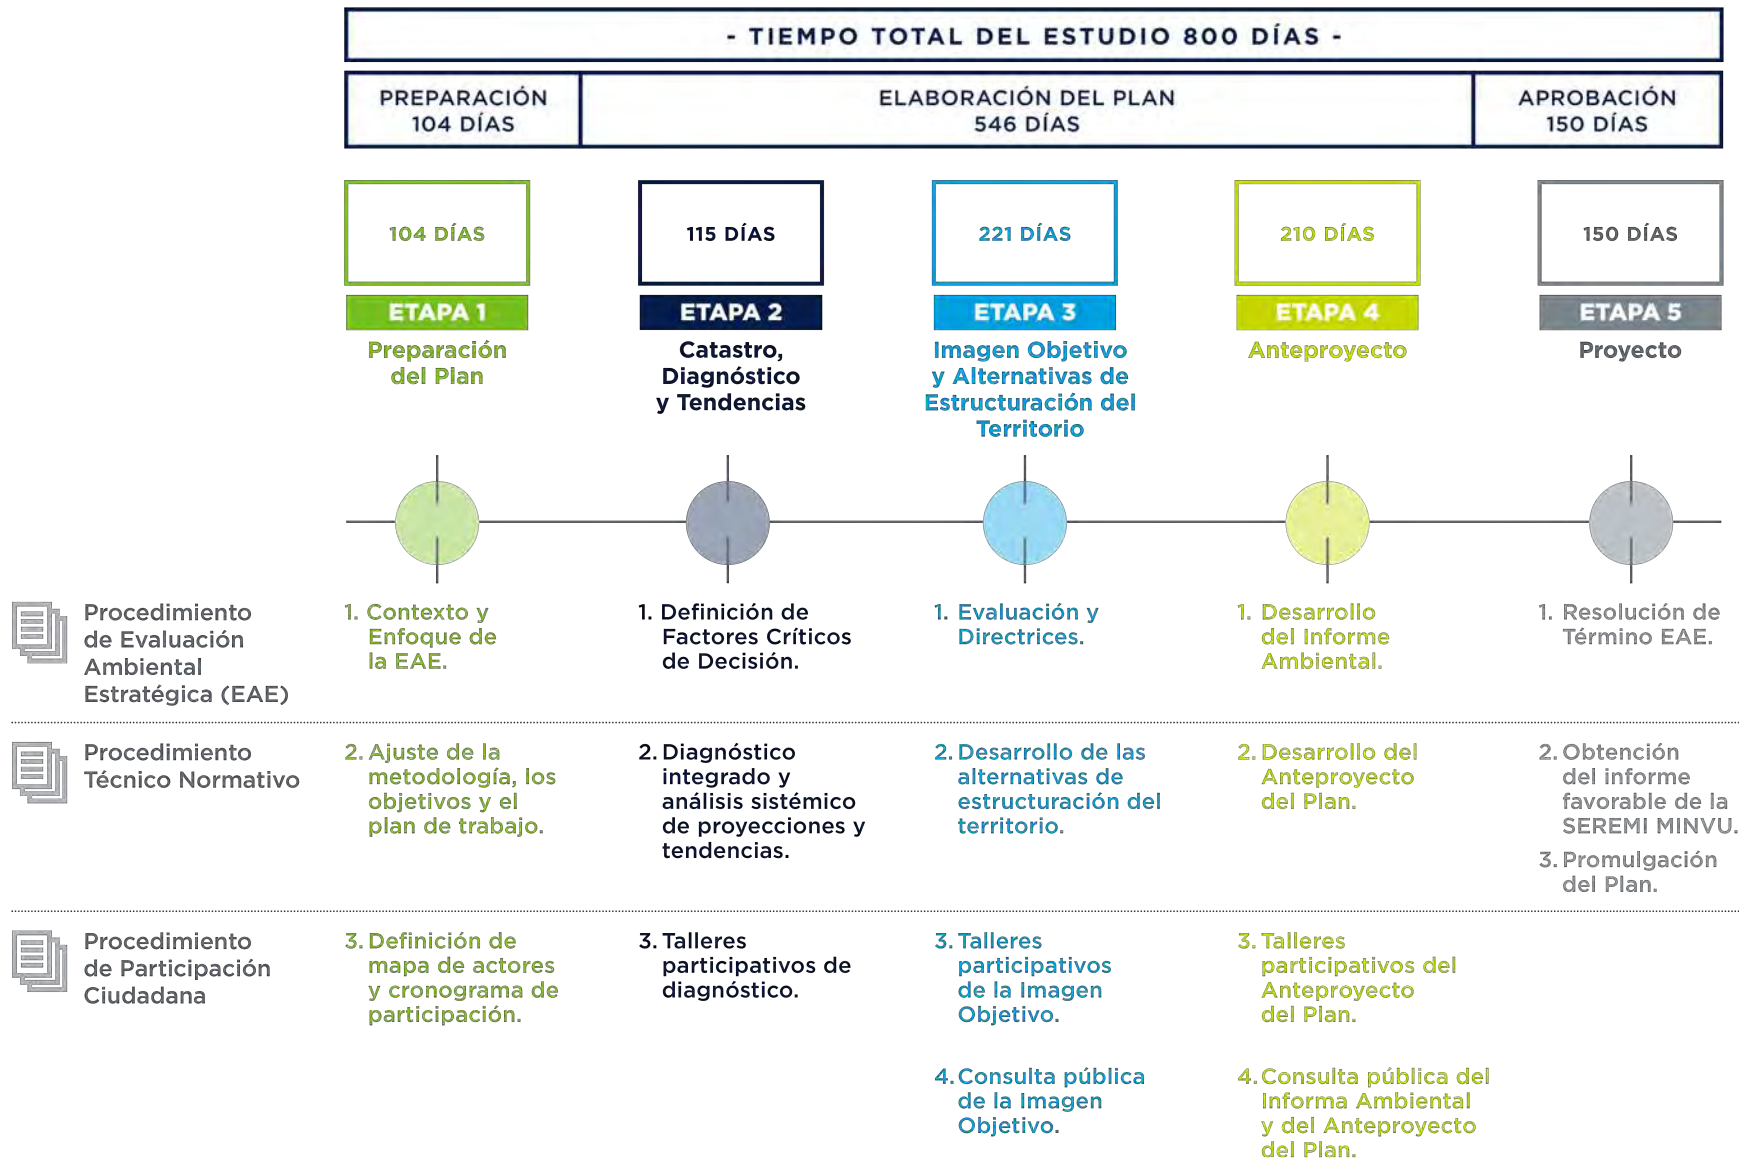 - TIEMPO TOTAL DEL ESTUDIO 800 DÍAS -
PREPARACIÓN
104 DÍAS
ELABORACIÓN DEL PLAN
546 DÍAS
APROBACIÓN
150 DÍAS
104 DÍAS
115 DÍAS
221 DÍAS
210 DÍAS
150 DÍAS
ETAPA 1
Preparación
del Plan
ETAPA 2
Catastro,
Diagnóstico
y Tendencias
ETAPA 3
Imagen Objetivo
y Alternativas de
Estructuración del
Territorio
ETAPA 4
Anteproyecto
ETAPA 5
Proyecto
Procedimiento
de Evaluación
Ambiental
Estratégica (EAE)
1. Contexto y
Enfoque de
la EAE.
1. Definición de
Factores Críticos
de Decisión.
1. Evaluación y
Directrices.
1. Desarrollo
del Informe
Ambiental.
1. Resolución de
Término EAE.
Procedimiento
Técnico Normativo
2. Ajuste de la
metodología, los
objetivos y el
plan de trabajo.
2. Diagnóstico
integrado y
análisis sistémico
de proyecciones y
tendencias.
2. Desarrollo de las
alternativas de
estructuración del
territorio.
2. Desarrollo del
Anteproyecto
del Plan.
2. Obtención
del informe
favorable de la
SEREMI MINVU.
3. Promulgación
del Plan.
Procedimiento
de Participación
Ciudadana
3. Definición de
mapa de actores
y cronograma de
participación.
3. Talleres
participativos de
diagnóstico.
3. Talleres
participativos
de la Imagen
Objetivo.
4. Consulta pública
de la Imagen
Objetivo.
3. Talleres
participativos del
Anteproyecto
del Plan.
4. Consulta pública del
Informa Ambiental
y del Anteproyecto
del Plan.